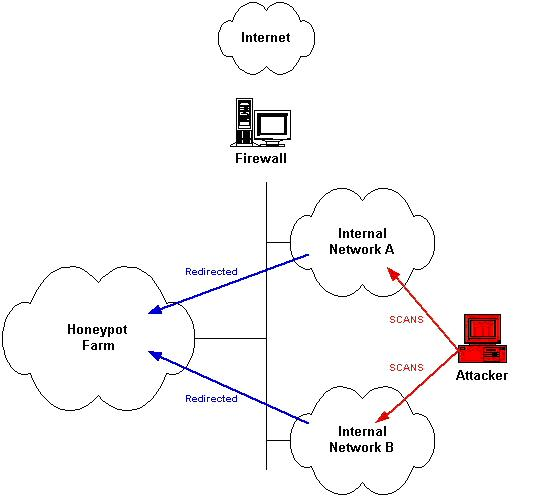 Internet
Firewall
Internal
Network A
Redirected
Honeypot
Farm
SCANS
SCANS
Attacker
Redirected
Internal
Network B